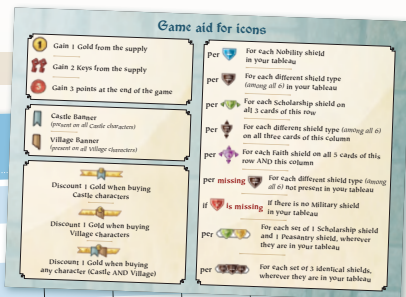 Game aid for icons
1 Gain 1 Gold from the supply
Gain 2 Keys from the supply
3 Gain 3 points at the end of the game
Castle Banner
(present on all Castle characters)
Village Banner
(present on all Village characters)
Discount 1 Gold when buying
Castle characters
Discount 1 Gold when buying
Village characters
Discount 1 Gold when buying
any character (Castle AND Village)
per For each Nobility shield
in your tableau
per For each different shield type
(among all 6) in your tableau
per For each Scholarship shield on
all 3 cards of this row
per For each different shield type (among all 6)
on all three cards of this column
per For each Faith shield on all 5 cards of this
row AND this column
per missing For each different shield type (among
all 6) not present in your tableau
if is missing If there is no Military shield
in your tableau
per For each set of 1 Scholarship shield
and 1 Peasantry shield, wherever
they are in your tableau
per For each set of 3 identical shields,
wherever they are in your tableau